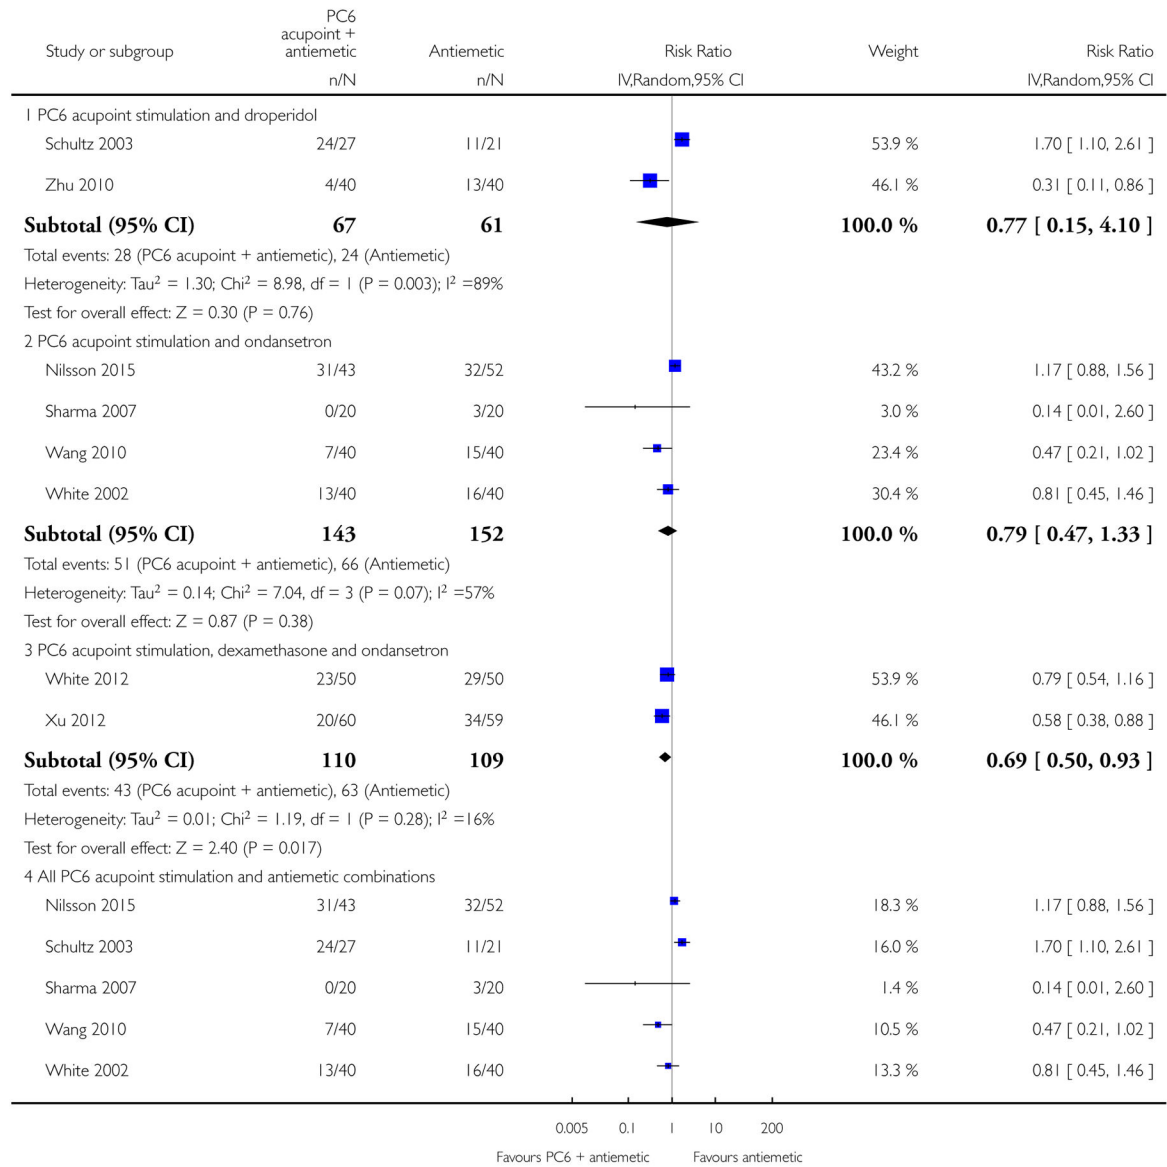 PC6
acupoint +
Study or subgroup antiemetic Antiemetic Risk Ratio Weight Risk Ratio
n/N n/N IV,Random,95% CI IV,Random,95% CI
1 PC6 acupoint stimulation and droperidol
Schultz 2003 24/27 11/21 53.9 % 1.70 [ 1.10, 2.61 ]
Zhu 2010 4/40 13/40 46.1 % 0.31 [ 0.11, 0.86 ]
Subtotal (95% CI) 67 61 100.0 % 0.77 [ 0.15, 4.10 ]
Total events: 28 (PC6 acupoint + antiemetic), 24 (Antiemetic)
Heterogeneity: Tau² = 1.30; Chi² = 8.98, df = 1 (P = 0.003); I² =89%
Test for overall effect: Z = 0.30 (P = 0.76)
2 PC6 acupoint stimulation and ondansetron
Nilsson 2015 31/43 32/52 43.2 % 1.17 [ 0.88, 1.56 ]
Sharma 2007 0/20 3/20 3.0 % 0.14 [ 0.01, 2.60 ]
Wang 2010 7/40 15/40 23.4 % 0.47 [ 0.21, 1.02 ]
White 2002 13/40 16/40 30.4 % 0.81 [ 0.45, 1.46 ]
Subtotal (95% CI) 143 152 100.0 % 0.79 [ 0.47, 1.33 ]
Total events: 51 (PC6 acupoint + antiemetic), 66 (Antiemetic)
Heterogeneity: Tau² = 0.14; Chi² = 7.04, df = 3 (P = 0.07); I² =57%
Test for overall effect: Z = 0.87 (P = 0.38)
3 PC6 acupoint stimulation, dexamethasone and ondansetron
White 2012 23/50 29/50 53.9 % 0.79 [ 0.54, 1.16 ]
Xu 2012 20/60 34/59 46.1 % 0.58 [ 0.38, 0.88 ]
Subtotal (95% CI) 110 109 100.0 % 0.69 [ 0.50, 0.93 ]
Total events: 43 (PC6 acupoint + antiemetic), 63 (Antiemetic)
Heterogeneity: Tau² = 0.01; Chi² = 1.19, df = 1 (P = 0.28); I² =16%
Test for overall effect: Z = 2.40 (P = 0.017)
4 All PC6 acupoint stimulation and antiemetic combinations
Nilsson 2015 31/43 32/52 18.3 % 1.17 [ 0.88, 1.56 ]
Schultz 2003 24/27 11/21 16.0 % 1.70 [ 1.10, 2.61 ]
Sharma 2007 0/20 3/20 1.4 % 0.14 [ 0.01, 2.60 ]
Wang 2010 7/40 15/40 10.5 % 0.47 [ 0.21, 1.02 ]
White 2002 13/40 16/40 13.3 % 0.81 [ 0.45, 1.46 ]
0.005 0.1 1 10 200
Favours PC6 + antiemetic Favours antiemetic